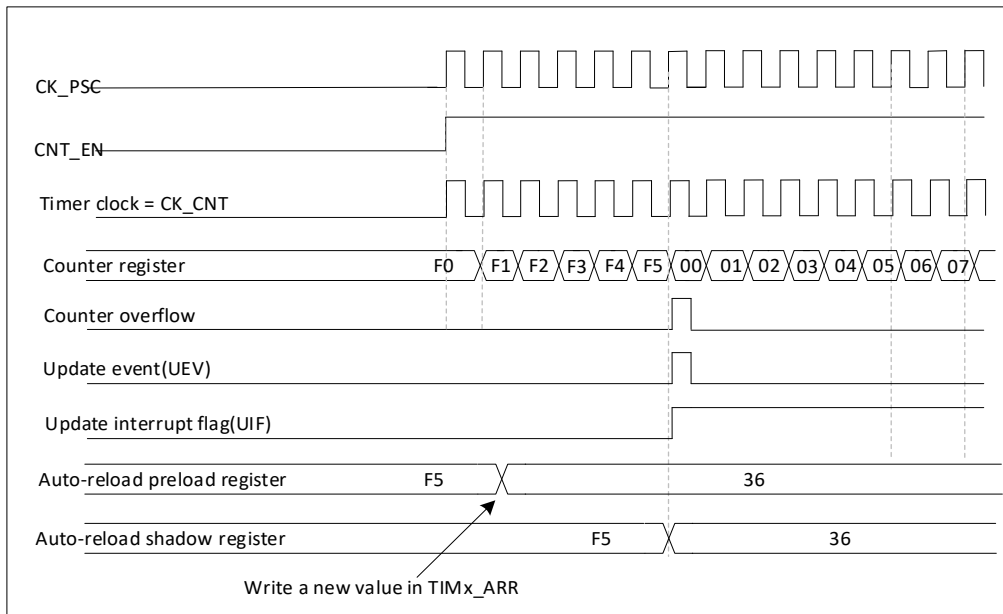 CK_PSC
CNT_EN
Timer clock = CK_CNT
Counter register F0 F1 F2 F3 F4 F5 00 01 02 03 04 05 06 07
Counter overflow
Update event(UEV)
Update interrupt flag(UIF)
Auto-reload preload register F5 36
Auto-reload shadow register F5 36
Write a new value in TIMx_ARR